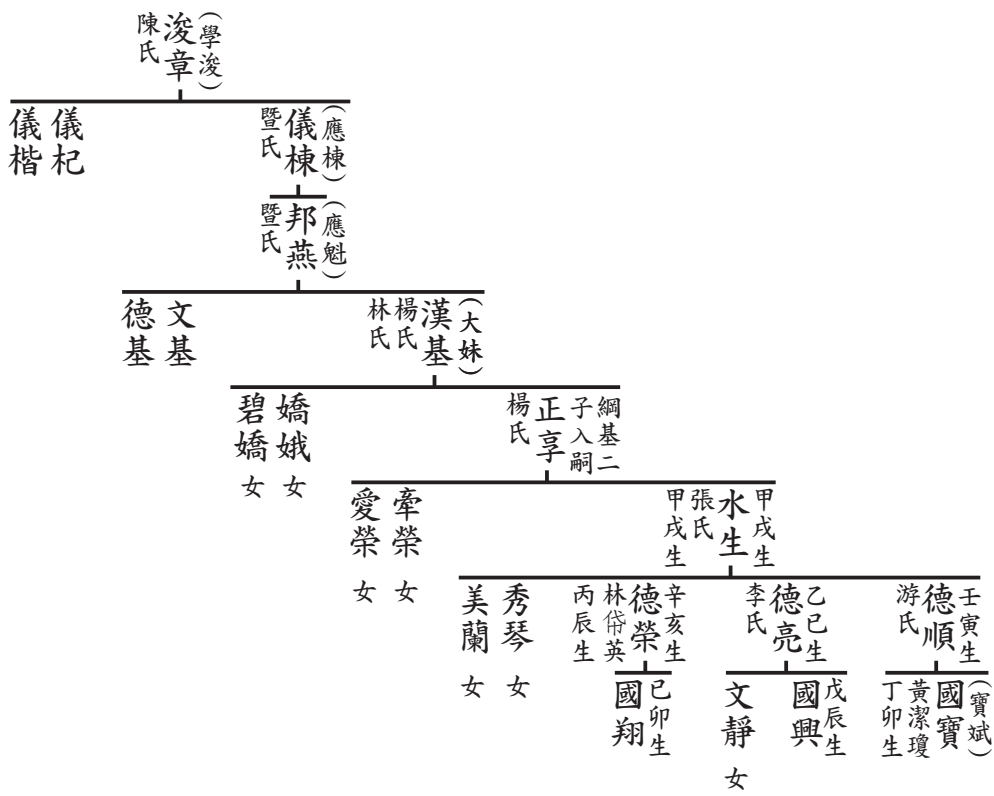 (學浚)
浚章
陳氏
(應棟)
儀棟
暨氏
儀杞
儀楷
(應魁)
邦燕
暨氏
(大妹)
漢基
楊氏
林氏
文基
德基
綱基二
子入嗣
正享
楊氏
嬌娥 女
碧嬌 女
甲戌生
水生
張氏
甲戌生
牽榮 女
愛榮 女
壬寅生
德順
游氏
乙巳生
德亮
李氏
辛亥生
德榮
林帒英
丙辰生
秀琴 女
美蘭 女
(寶斌)
國寶
黃潔瓊
丁卯生
戊辰生
國興
文靜 女
已卯生
國翔